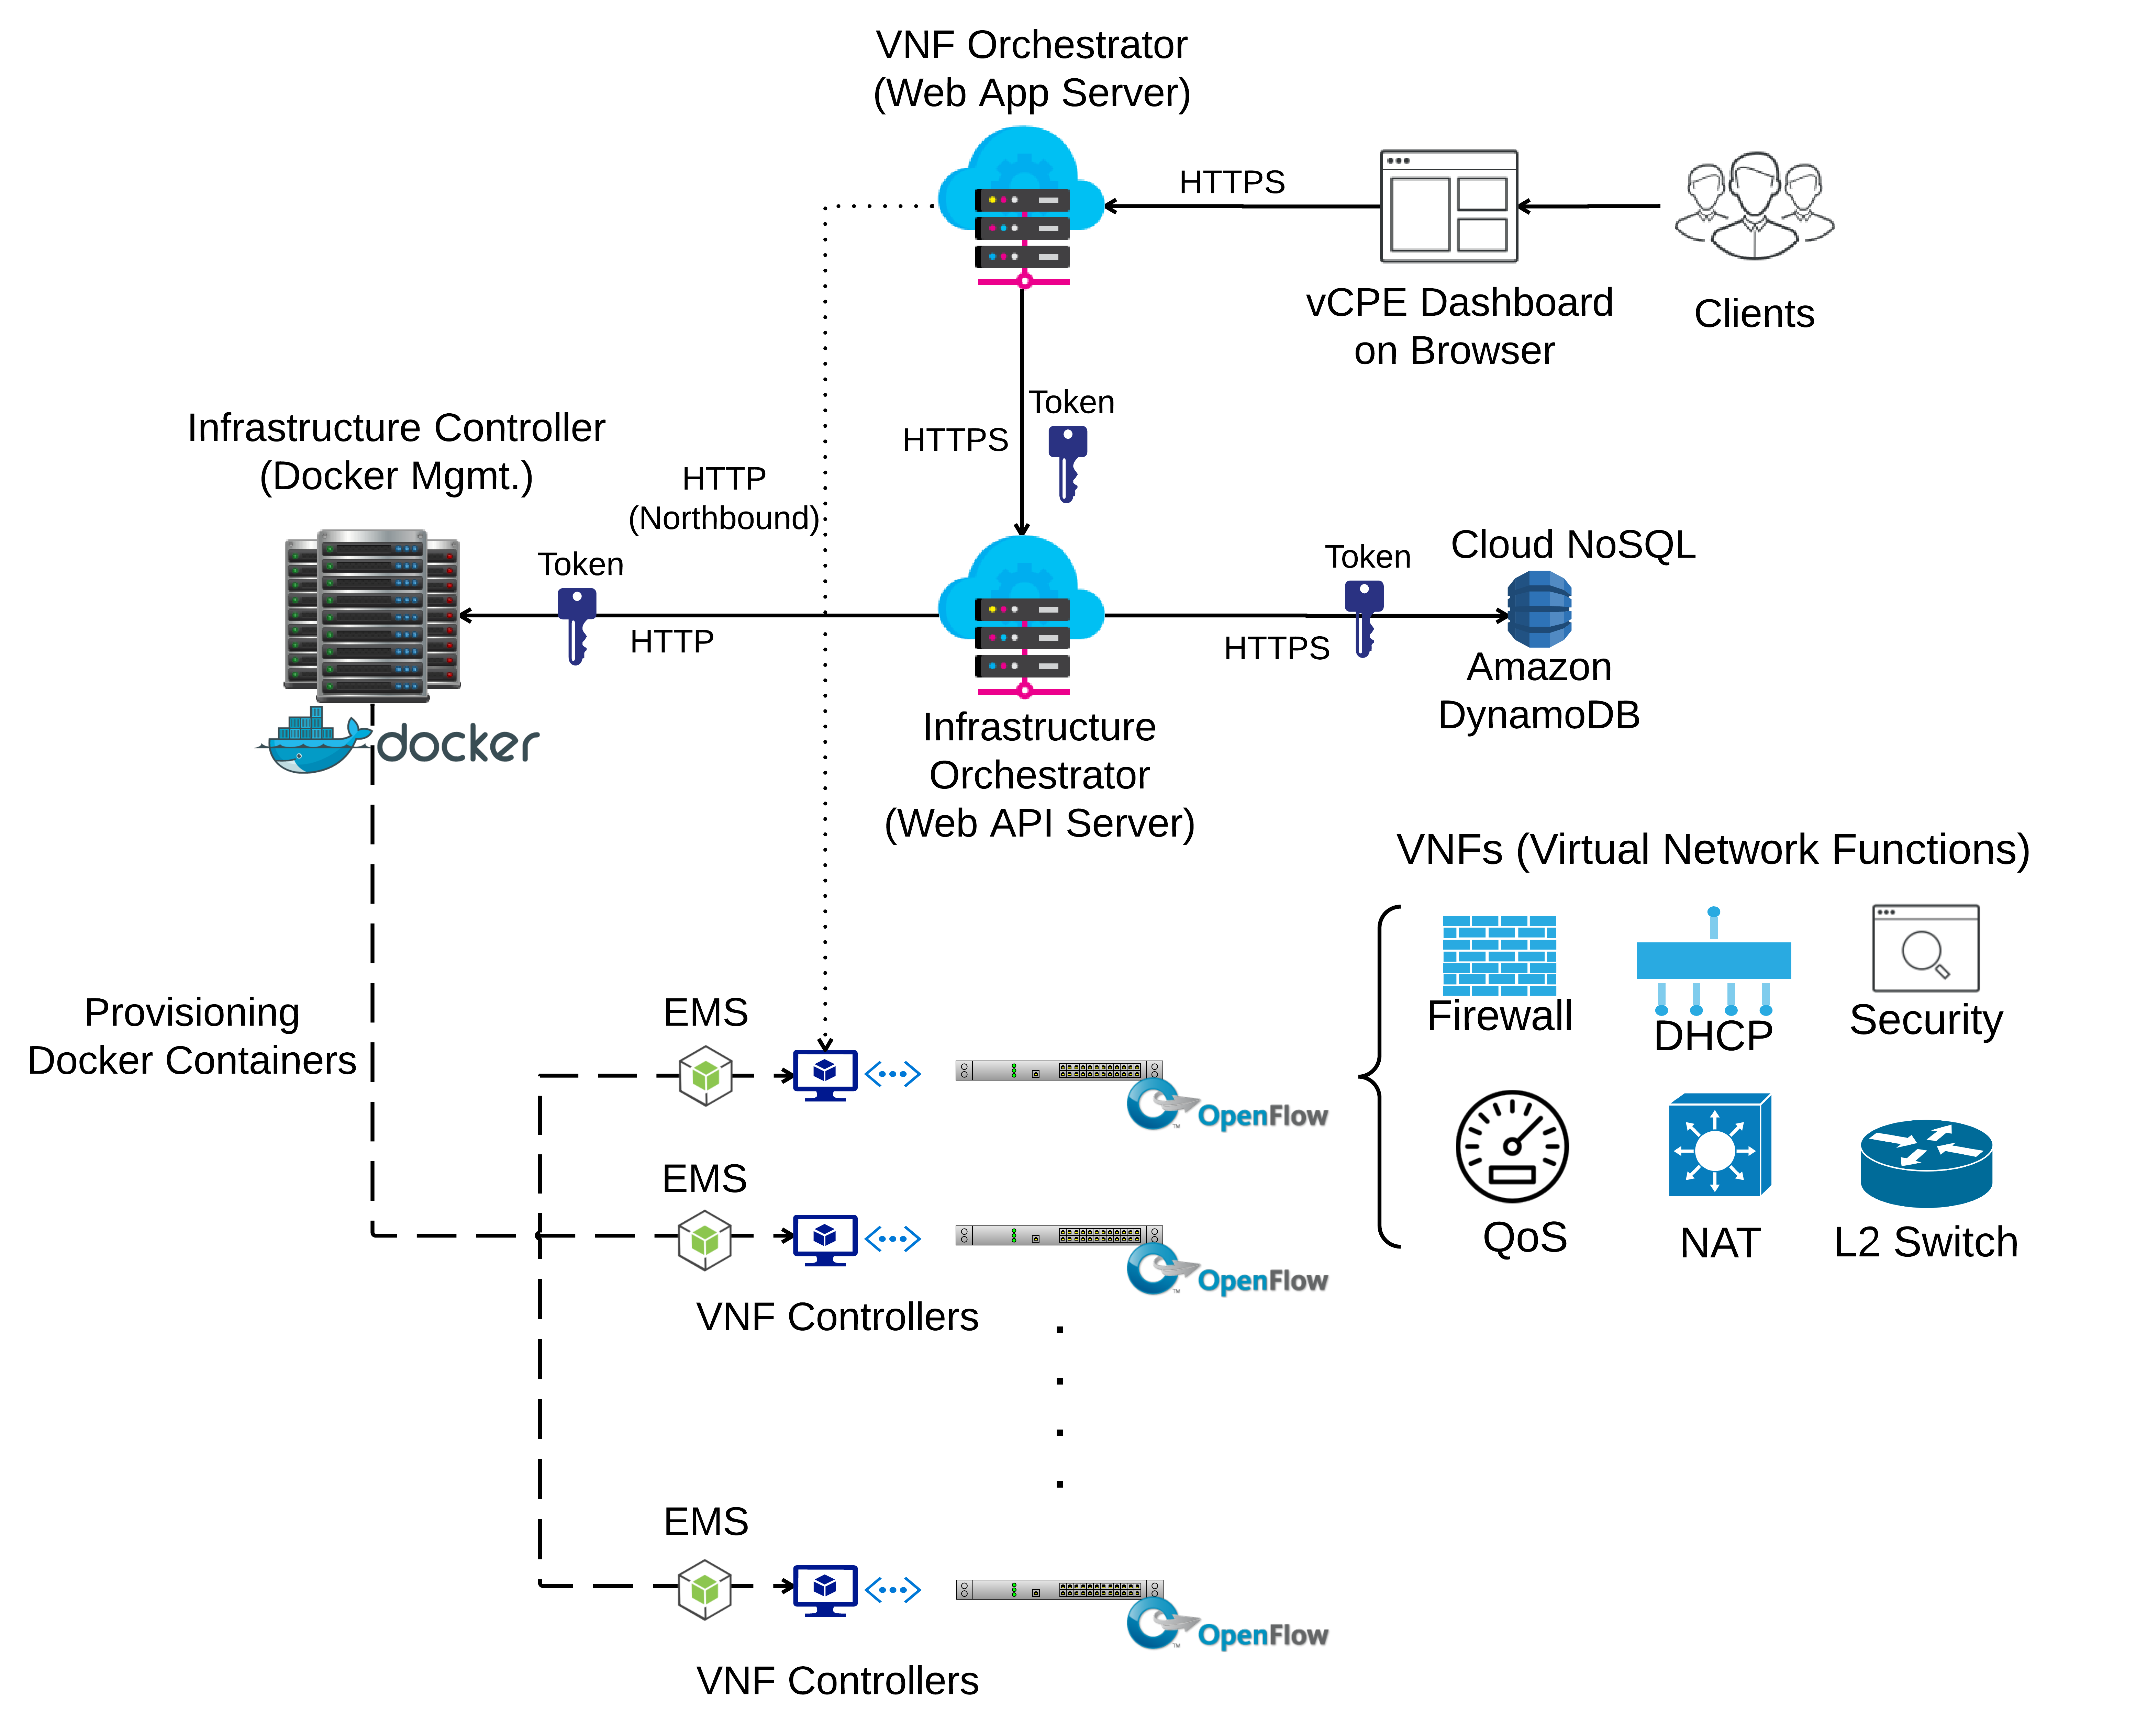 VNF Orchestrator
(Web App Server)
HTTPS
vCPE Dashboard
on Browser
Clients
Token
HTTPS
Infrastructure Controller
(Docker Mgmt.)
HTTP
(Northbound)
Token
HTTP
Token
HTTPS
Cloud NoSQL
Amazon
DynamoDB
docker
Infrastructure
Orchestrator
(Web API Server)
VNFs (Virtual Network Functions)
Firewall
DHCP
Security
QoS
NAT
L2 Switch
Provisioning
Docker Containers
EMS
OpenFlow
TM
EMS
OpenFlow
TM
VNF Controllers
EMS
OpenFlow
TM
VNF Controllers